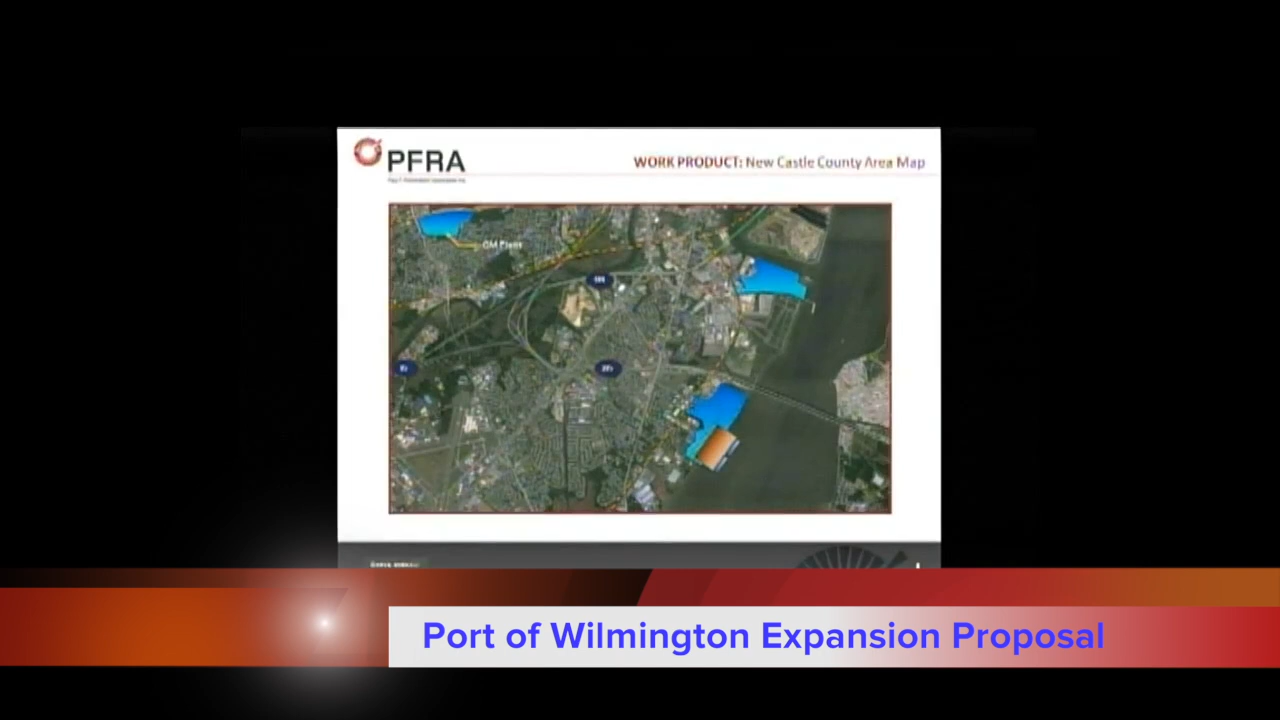 PFRA
WORK PRODUCT: New Castle County Area Map
GM Plant
Port of Wilmington Expansion Proposal